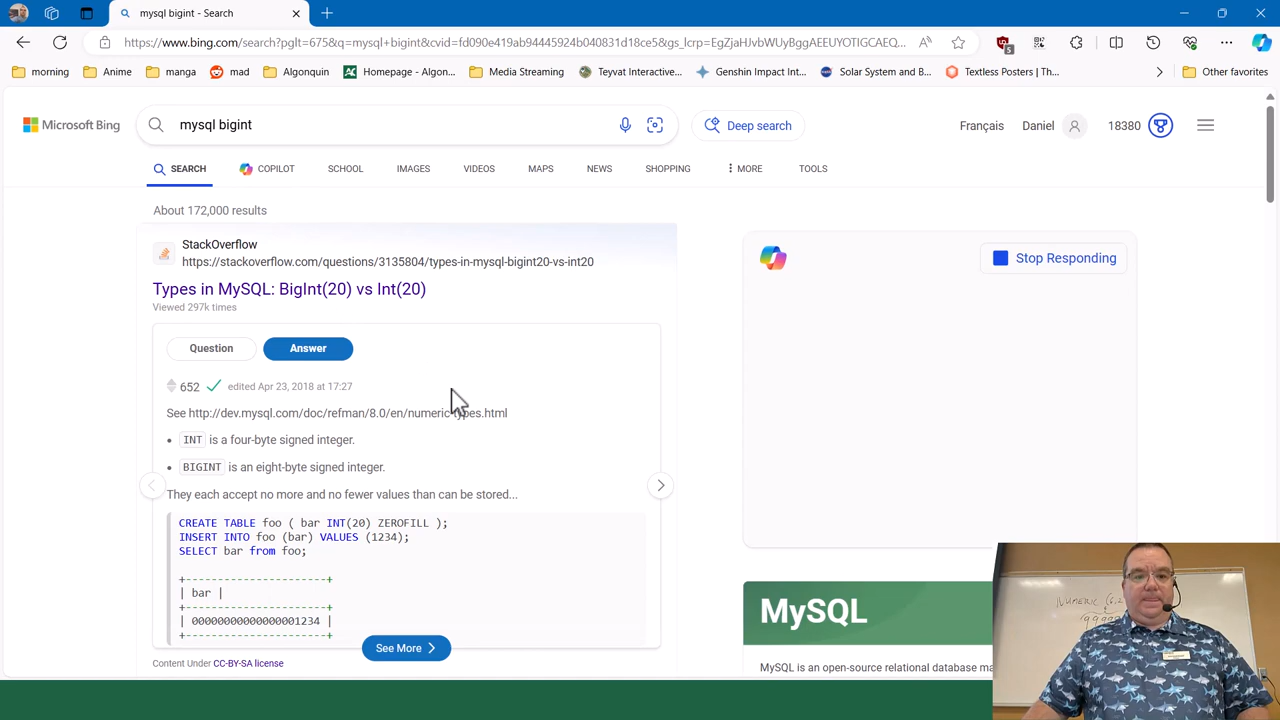 mysql bigint - Search
https://www.bing.com/search?pglt=675&q=mysql+bigint&cvid=fd090e419ab94445594b040831d18ce5&gs_lcrp=EgZjaHJvbWUyBggAEEUYOTIGCAEQ...
5
morning
Anime
manga
mad
Algonquin
Homepage - Algon...
Media Streaming
Teyvat Interactive...
Genshin Impact Int...
Solar System and B...
Textless Posters | Th...
Other favorites
Microsoft Bing
mysql bigint
Deep search
Français
Daniel
18380
SEARCH
COPILOT
SCHOOL
IMAGES
VIDEOS
MAPS
NEWS
SHOPPING
MORE
TOOLS
About 172,000 results
StackOverflow
https://stackoverflow.com/questions/3135804/types-in-mysql-bigint20-vs-int20
Types in MySQL: BigInt(20) vs Int(20)
Viewed 297k times
Question
Answer
652
edited Apr 23, 2018 at 17:27
See http://dev.mysql.com/doc/refman/8.0/en/numeric-types.html
• INT is a four-byte signed integer.
• BIGINT is an eight-byte signed integer.
They each accept no more and no fewer values than can be stored...
CREATE TABLE foo ( bar INT(20) ZEROFILL );
INSERT INTO foo (bar) VALUES (1234);
SELECT bar from foo;
+----------------------+
| bar |
+----------------------+
| 00000000000000001234 |
+----------------------+
See More
Content Under CC-BY-SA license
Stop Responding
MySQL
MySQL is an open-source relational database ma
NUMERIC (6,2